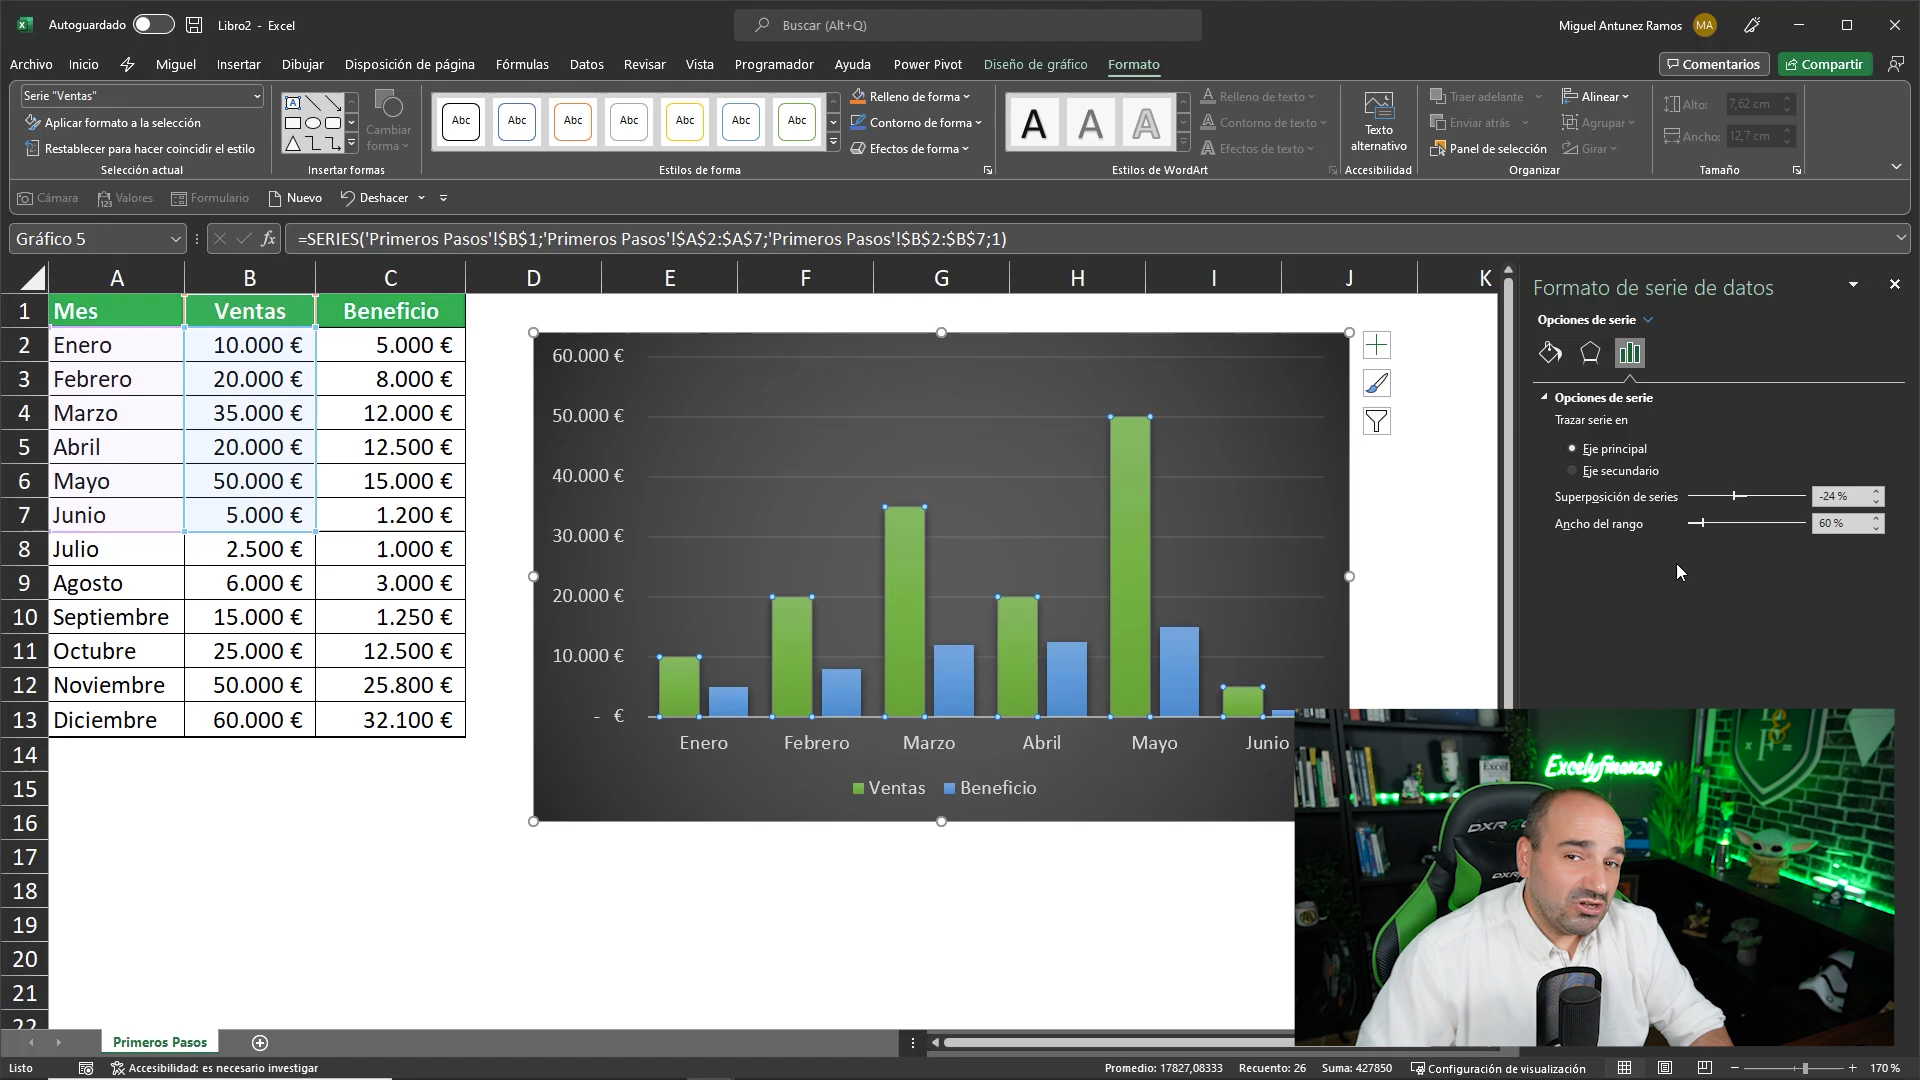 Autoguardado
Libro2 - Excel
Buscar (Alt+Q)
Miguel Antunez Ramos
MA
Archivo Inicio Miguel Insertar Dibujar Disposición de página Fórmulas Datos Revisar Vista Programador Ayuda Power Pivot Diseño de gráfico Formato
Comentarios
Compartir
Serie "Ventas"
Aplicar formato a la selección
Restablecer para hacer coincidir el estilo
Selección actual
Cambiar
forma
Insertar formas
Abc Abc Abc Abc Abc Abc Abc
Relleno de forma
Contorno de forma
Efectos de forma
Estilos de forma
A A A
Relleno de texto
Contorno de texto
Efectos de texto
Estilos de WordArt
Texto
alternativo
Accesibilidad
Traer adelante
Enviar atrás
Panel de selección
Alinear
Agrupar
Girar
Organizar
Alto: 7,62 cm
Ancho: 12,7 cm
Tamaño
Cámara Valores Formulario Nuevo Deshacer
Gráfico 5
fx
=SERIES('Primeros Pasos'!$B$1;'Primeros Pasos'!$A$2:$A$7;'Primeros Pasos'!$B$2:$B$7;1)
A B C D E F G H I J K
1 Mes Ventas Beneficio
2 Enero 10.000 € 5.000 €
3 Febrero 20.000 € 8.000 €
4 Marzo 35.000 € 12.000 €
5 Abril 20.000 € 12.500 €
6 Mayo 50.000 € 15.000 €
7 Junio 5.000 € 1.200 €
8 Julio 2.500 € 1.000 €
9 Agosto 6.000 € 3.000 €
10 Septiembre 15.000 € 1.250 €
11 Octubre 25.000 € 12.500 €
12 Noviembre 50.000 € 25.800 €
13 Diciembre 60.000 € 32.100 €
14
15
16
17
18
19
20
21
22
60.000 €
50.000 €
40.000 €
30.000 €
20.000 €
10.000 €
- €
Enero Febrero Marzo Abril Mayo Junio
Ventas Beneficio
Formato de serie de datos
Opciones de serie
Opciones de serie
Trazar serie en
Eje principal
Eje secundario
Superposición de series -24 %
Ancho del rango 60 %
Excelyfinanzas
Excel
Primeros Pasos
Listo
Accesibilidad: es necesario investigar
Promedio: 17827,08333 Recuento: 26 Suma: 427850
Configuración de visualización
170 %